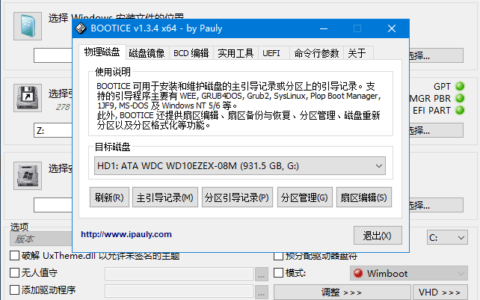 选择 Windows 安装文件的位置
BOOTICE v1.3.4 x64 - by Pauly
物理磁盘 磁盘镜像 BCD 编辑 实用工具 UEFI 命令行参数 关于
使用说明
BOOTICE 可用于安装和维护磁盘的主引导记录或分区上的引导记录。支
持的引导程序主要有 WEE, GRUB4DOS, Grub2, SysLinux, Plop Boot Manager,
IJF9, MS-DOS 及 Windows NT 5/6 等。
此外, BOOTICE 还提供扇区编辑、扇区备份与恢复、分区管理、磁盘重新
分区以及分区格式化等功能。
目标磁盘
HD1: ATA WDC WD10EZEX-08M (931.5 GB, G:)
刷新(R) 主引导记录(M) 分区引导记录(P) 分区管理(G) 扇区编辑(S)
http://www.ipauly.com
退出(X)
选择...
选择引
278
Z:
GPT
MGR PBR
EFI PART
选择...
选择安
选择...
选项
版本
C:
破解 UxTheme.dll 以允许未签名的主题
预分配驱动器盘符
无人值守
...
模式:
Wimboot
添加驱动程序
...
调整 >>>
VHD >>>